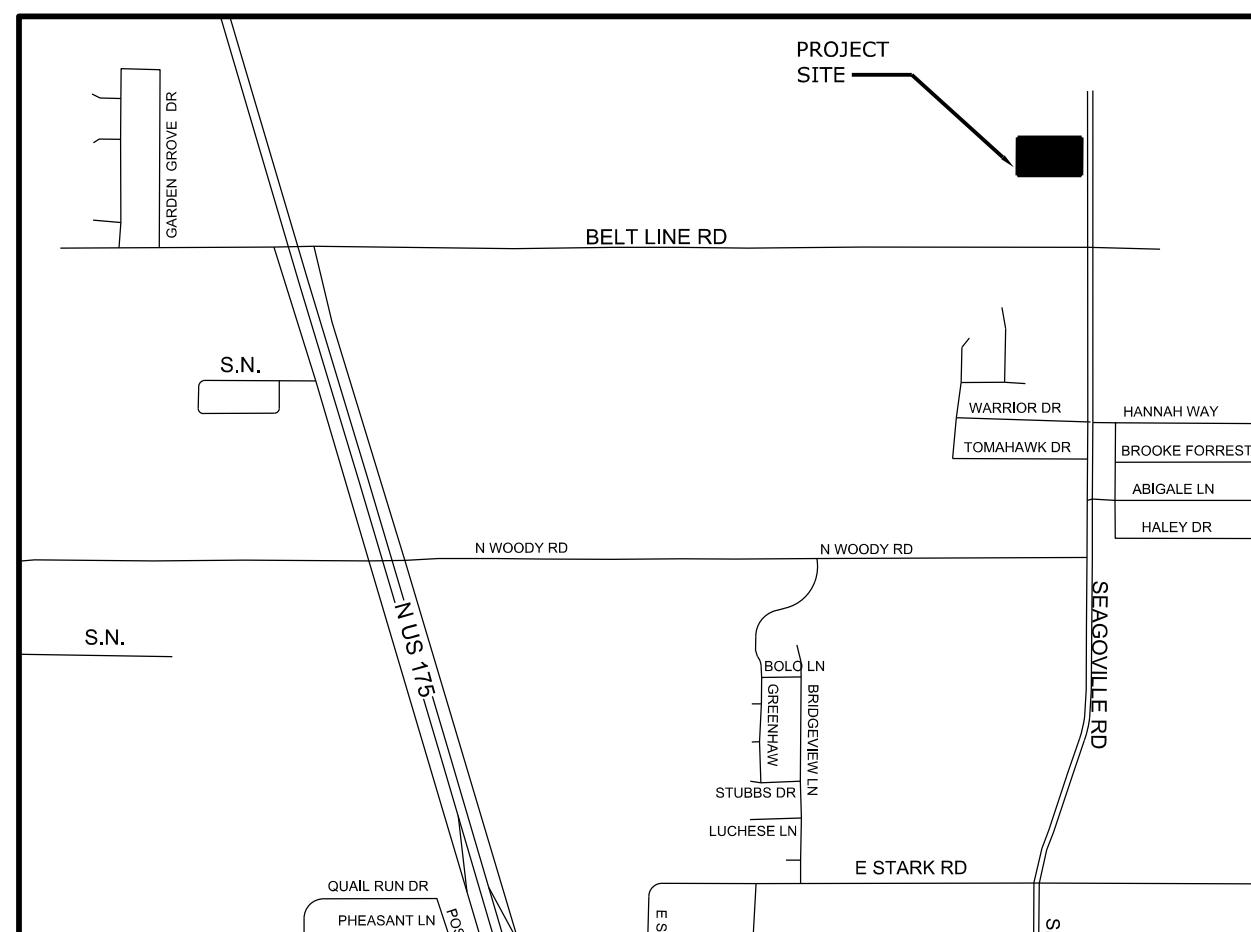 PROJECT
SITE
GARDEN GROVE DR
BELT LINE RD
S.N.
WARRIOR DR
HANNAH WAY
TOMAHAWK DR
BROOKE FORREST
ABIGALE LN
HALEY DR
N WOODY RD
N WOODY RD
SEAGOVILLE RD
N US 175
S.N.
BOLO LN
GREENHAW
BRIDGEVIEW LN
STUBBS DR
LUCHESE LN
E STARK RD
QUAIL RUN DR
PHEASANT LN
POS
E S
S